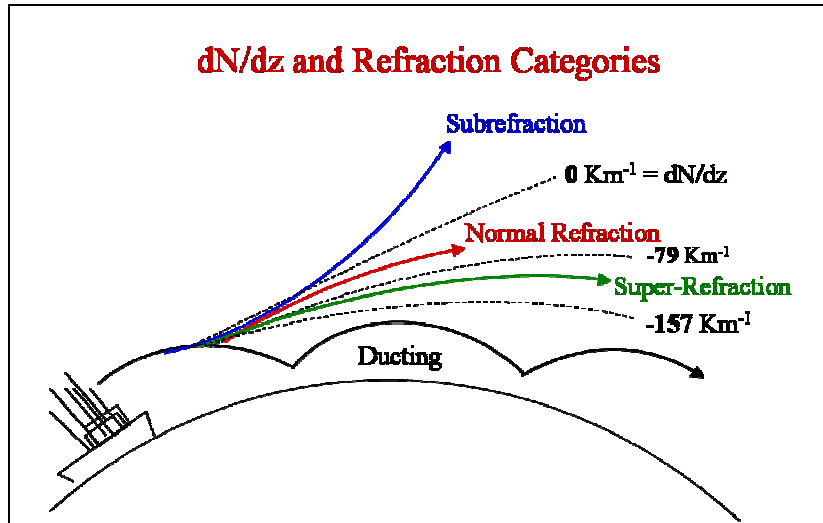 dN/dz and Refraction Categories
Subrefraction
0 Km⁻¹ = dN/dz
Normal Refraction
-79 Km⁻¹
Super-Refraction
-157 Km⁻¹
Ducting